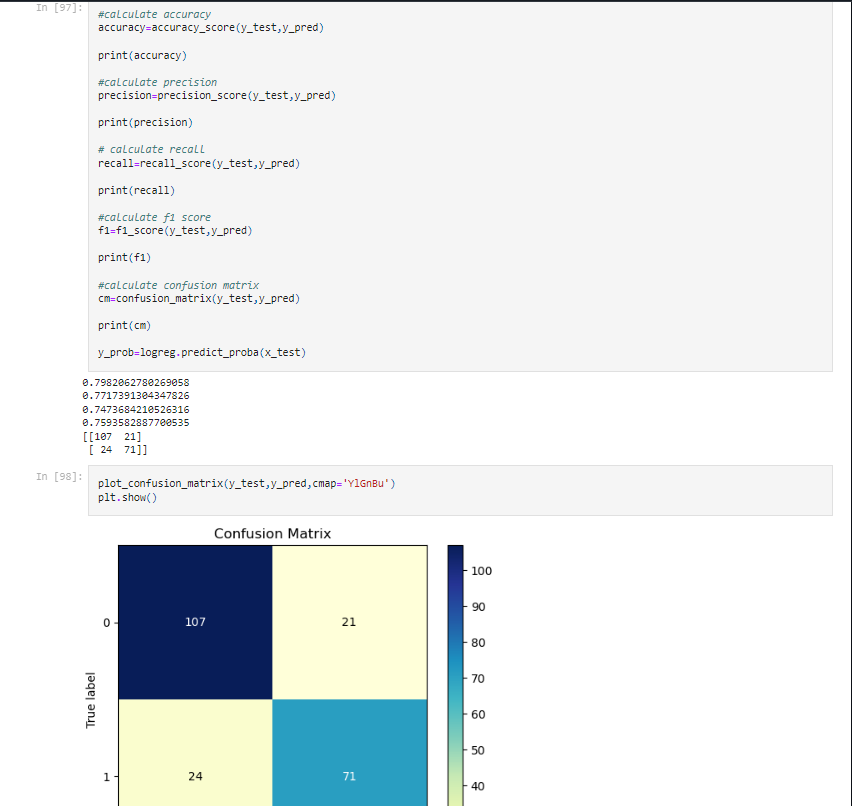 In [97]:
#calculate accuracy
accuracy=accuracy_score(y_test,y_pred)
print(accuracy)
#calculate precision
precision=precision_score(y_test,y_pred)
print(precision)
# calculate recall
recall=recall_score(y_test,y_pred)
print(recall)
#calculate f1 score
f1=f1_score(y_test,y_pred)
print(f1)
#calculate confusion matrix
cm=confusion_matrix(y_test,y_pred)
print(cm)
y_prob=logreg.predict_proba(x_test)
0.7982062780269058
0.7717391304347826
0.7473684210526316
0.7593582887700535
[[107  21]
 [ 24  71]]
In [98]:
plot_confusion_matrix(y_test,y_pred,cmap='YlGnBu')
plt.show()
Confusion Matrix
100
90
80
70
60
50
40
0
107
21
True label
1
24
71